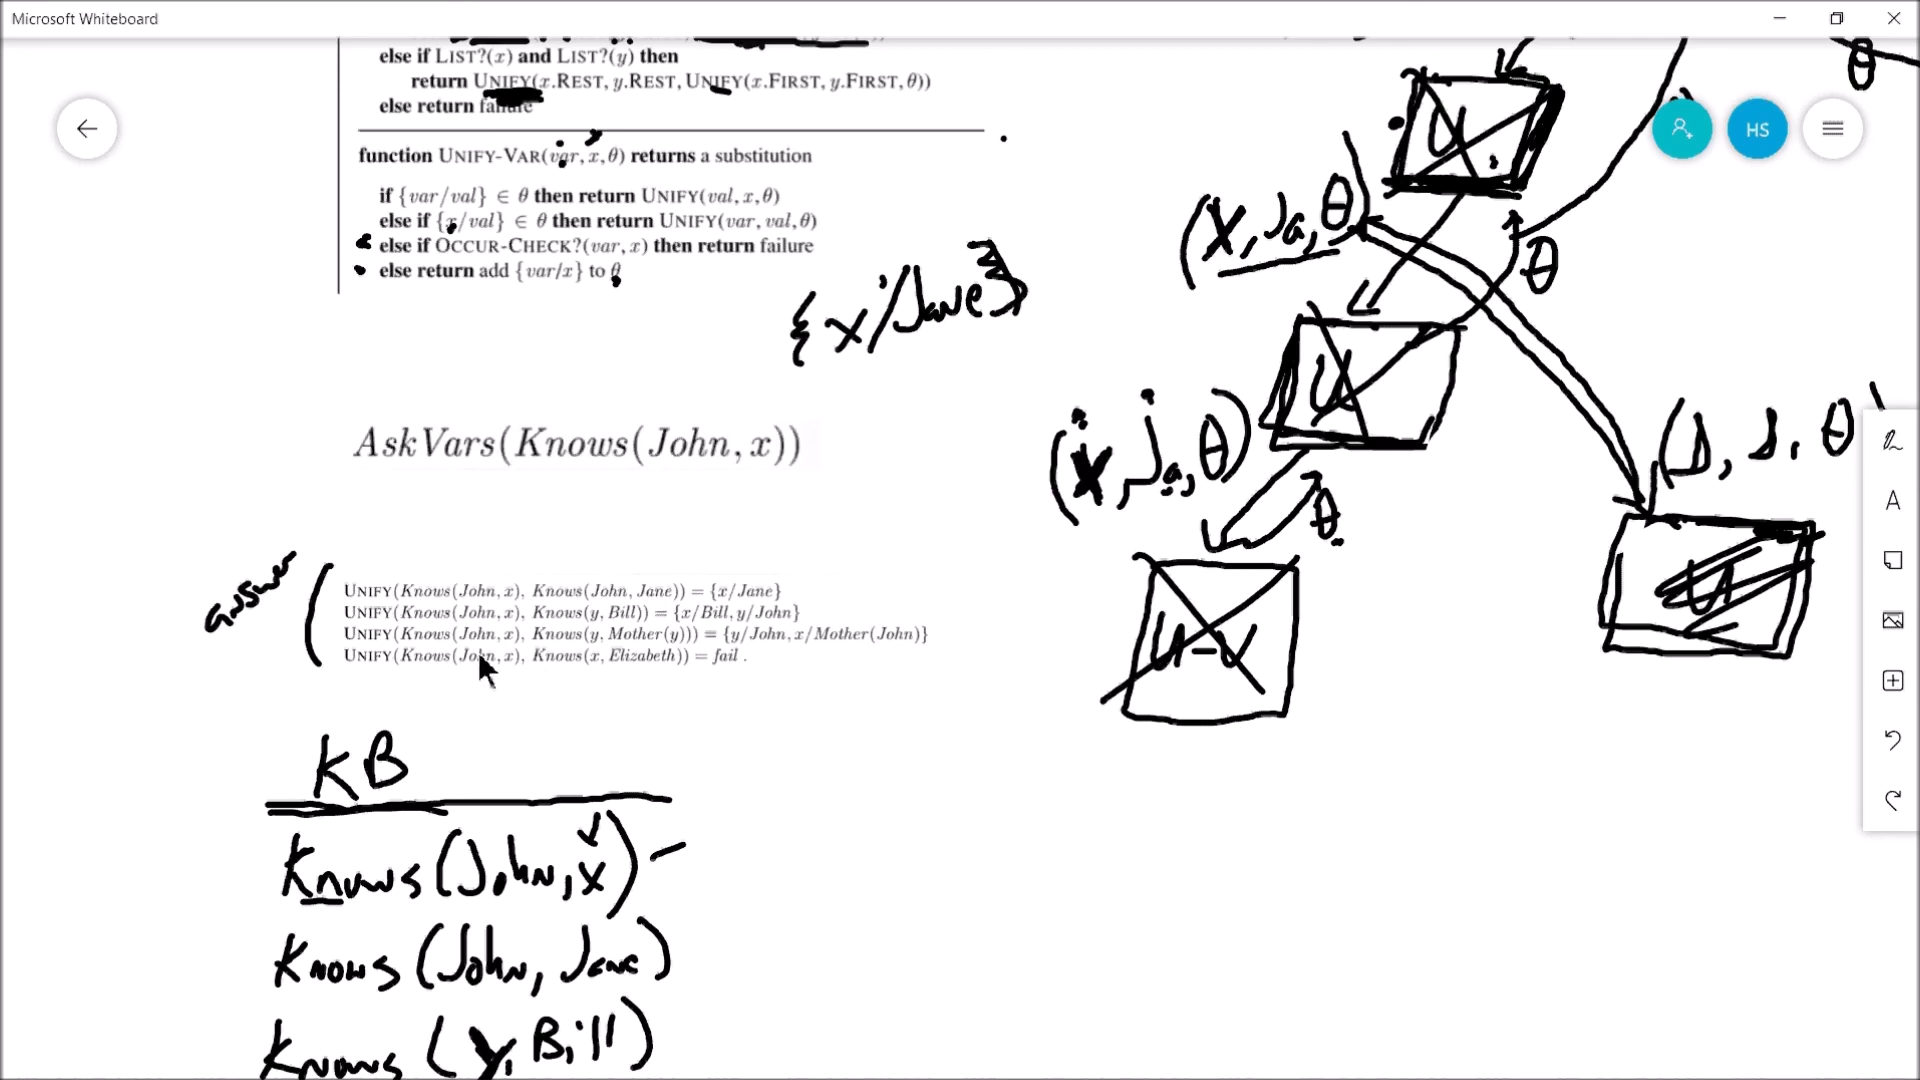 Microsoft Whiteboard
else if LIST?(x) and LIST?(y) then
return UNIFY(x.REST, y.REST, UNIFY(x.FIRST, y.FIRST, θ))
else return failure
function UNIFY-VAR(var, x, θ) returns a substitution
if {var/val} ∈ θ then return UNIFY(val, x, θ)
else if {x/val} ∈ θ then return UNIFY(var, val, θ)
else if OCCUR-CHECK?(var, x) then return failure
else return add {var/x} to θ
{x/Jane}
AskVars(Knows(John, x))
answer
UNIFY(Knows(John, x), Knows(John, Jane)) = {x/Jane}
UNIFY(Knows(John, x), Knows(y, Bill)) = {x/Bill, y/John}
UNIFY(Knows(John, x), Knows(y, Mother(y))) = {y/John, x/Mother(John)}
UNIFY(Knows(John, x), Knows(x, Elizabeth)) = fail .
KB
Knows(John, x)
Knows(John, Jane)
Knows(y, Bill)
θ
HS
U
(x, Ja, θ)
θ
U
(x, Ja, θ)
θ
U-V
U
A